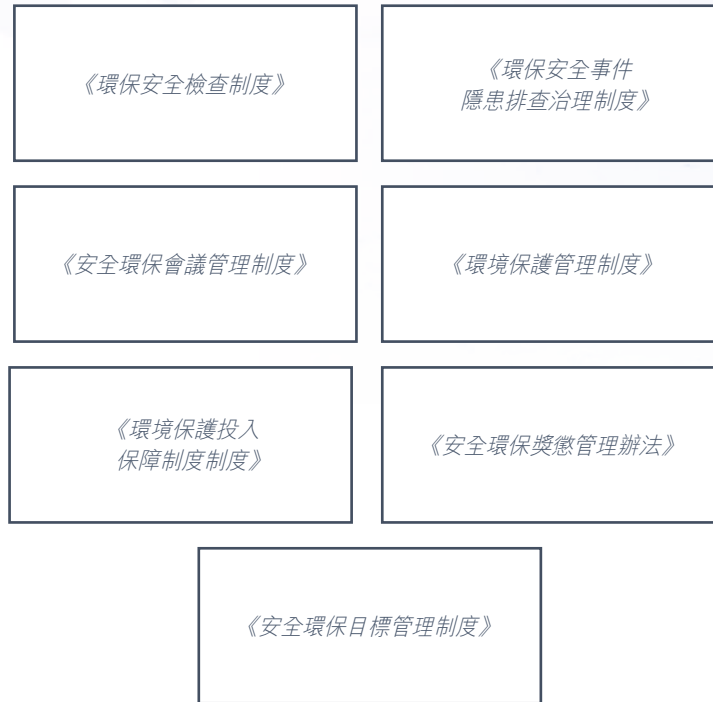 《環保安全檢查制度》
《環保安全事件
隱患排查治理制度》
《安全環保會議管理制度》
《環境保護管理制度》
《環境保護投入
保障制度制度》
《安全環保獎懲管理辦法》
《安全環保目標管理制度》